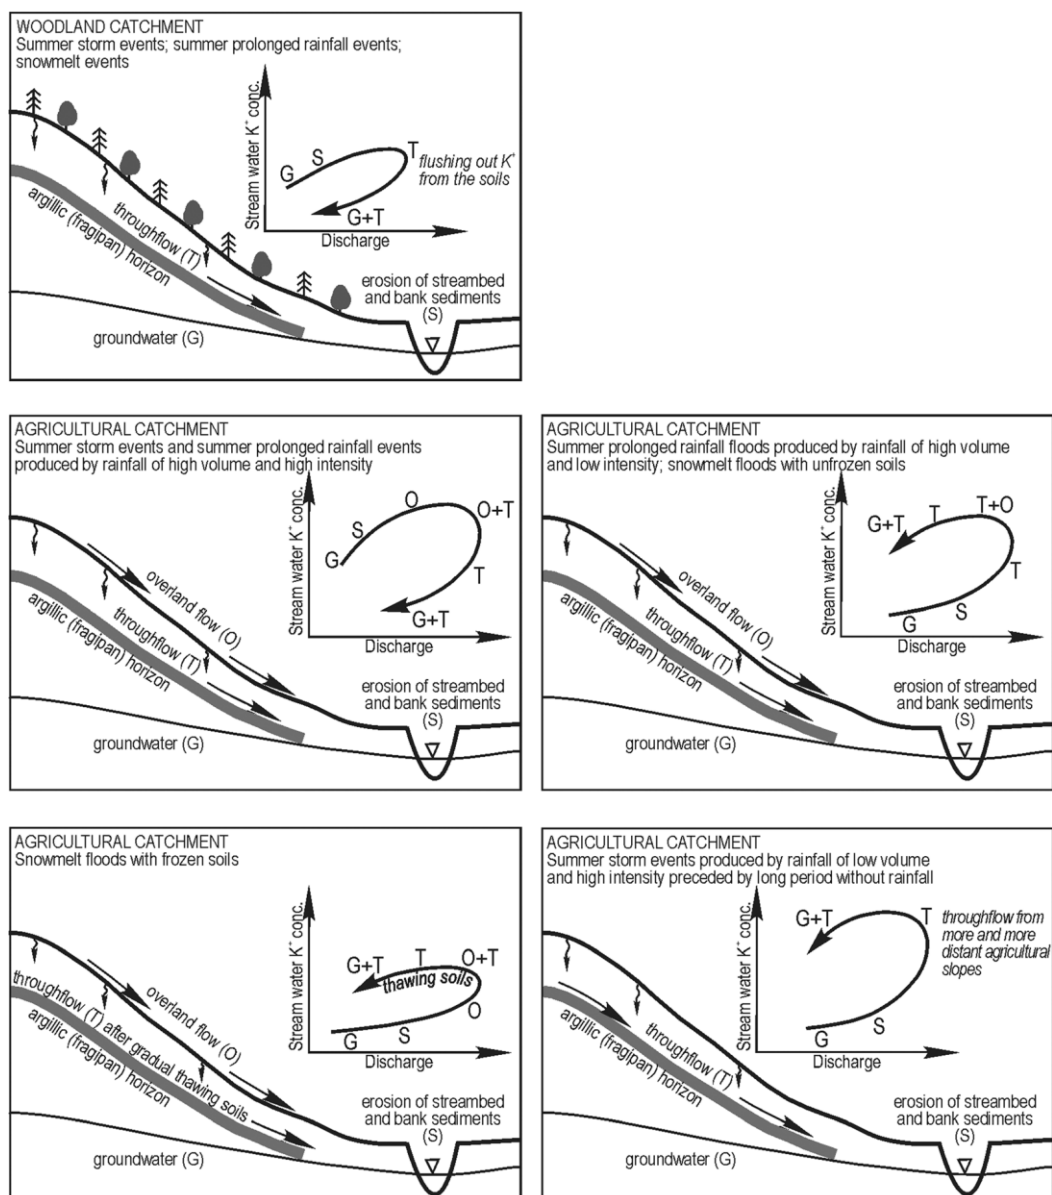 WOODLAND CATCHMENT
Summer storm events; summer prolonged rainfall events;
snowmelt events
Stream water K⁺ conc.
G
S
T
flushing out K⁺
from the soils
G+T
Discharge
throughflow (T)
argillic (fragipan) horizon
groundwater (G)
erosion of streambed
and bank sediments
(S)
AGRICULTURAL CATCHMENT
Summer storm events and summer prolonged rainfall events
produced by rainfall of high volume and high intensity
Stream water K⁺ conc.
G
S
O
O+T
T
G+T
Discharge
overland flow (O)
throughflow (T)
argillic (fragipan) horizon
groundwater (G)
erosion of streambed
and bank sediments
(S)
AGRICULTURAL CATCHMENT
Summer prolonged rainfall floods produced by rainfall of high volume
and low intensity; snowmelt floods with unfrozen soils
Stream water K⁺ conc.
G+T
T
T+O
T
S
G
Discharge
overland flow (O)
throughflow (T)
argillic (fragipan) horizon
groundwater (G)
erosion of streambed
and bank sediments
(S)
AGRICULTURAL CATCHMENT
Snowmelt floods with frozen soils
Stream water K⁺ conc.
G+T
T
O+T
thawing soils
O
S
G
Discharge
overland flow (O)
throughflow (T) after gradual thawing soils
argillic (fragipan) horizon
groundwater (G)
erosion of streambed
and bank sediments
(S)
AGRICULTURAL CATCHMENT
Summer storm events produced by rainfall of low volume
and high intensity preceded by long period without rainfall
Stream water K⁺ conc.
G+T
T
throughflow from
more and more
distant agricultural
slopes
S
G
Discharge
throughflow (T)
argillic (fragipan) horizon
groundwater (G)
erosion of streambed
and bank sediments
(S)